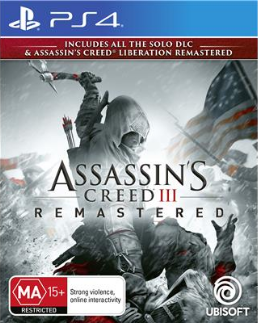 PS4
INCLUDES ALL THE SOLO DLC
& ASSASSIN'S CREED® LIBERATION REMASTERED
ASSASSIN'S
CREED III
REMASTERED
MA 15+
RESTRICTED
Strong violence,
online interactivity
UBISOFT